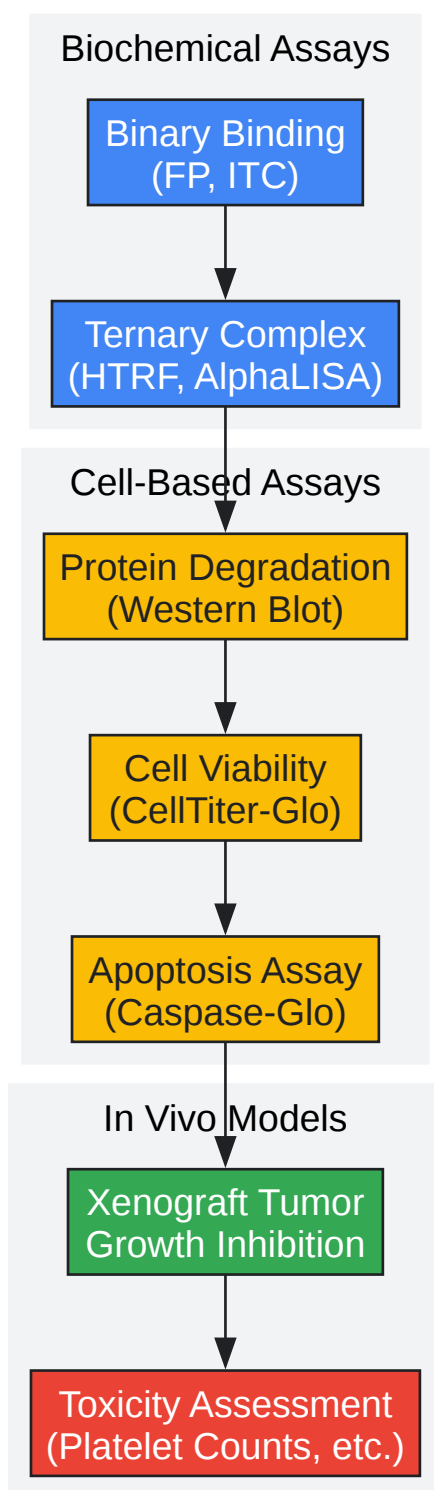 Biochemical Assays
Binary Binding
(FP, ITC)
Ternary Complex
(HTRF, AlphaLISA)
Cell-Based Assays
Protein Degradation
(Western Blot)
Cell Viability
(CellTiter-Glo)
Apoptosis Assay
(Caspase-Glo)
In Vivo Models
Xenograft Tumor
Growth Inhibition
Toxicity Assessment
(Platelet Counts, etc.)